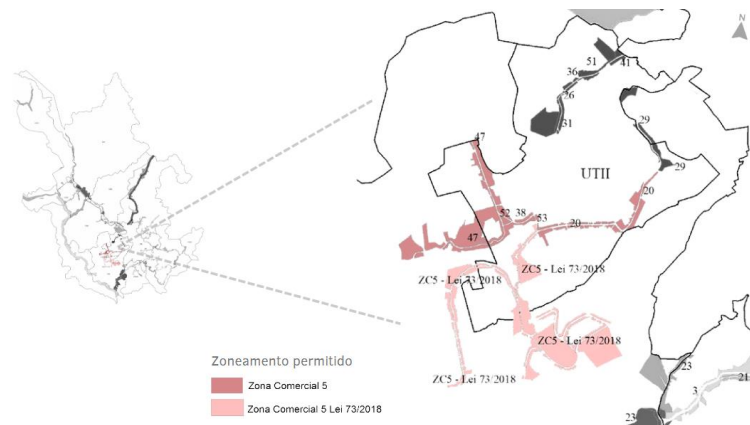 N
51
41
36
26
31
29
47
29
UTII
20
52
38
53
20
47
ZC5 - Lei 73/2018
ZC5 - Lei 73/2018
ZC5 - Lei 73/2018
ZC5 - Lei 73/2018
Zoneamento permitido
Zona Comercial 5
Zona Comercial 5 Lei 73/2018
23
21
3
23